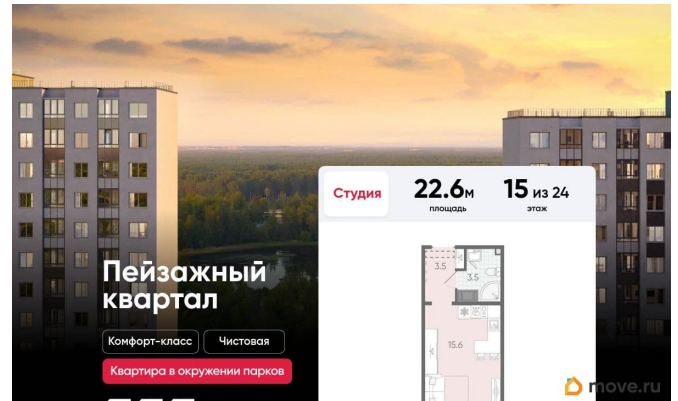 Студия
22.6м
площадь
15 из 24
этаж
3.5
3.5
15.6
Пейзажный
квартал
Комфорт-класс
Чистовая
Квартира в окружении парков
move.ru